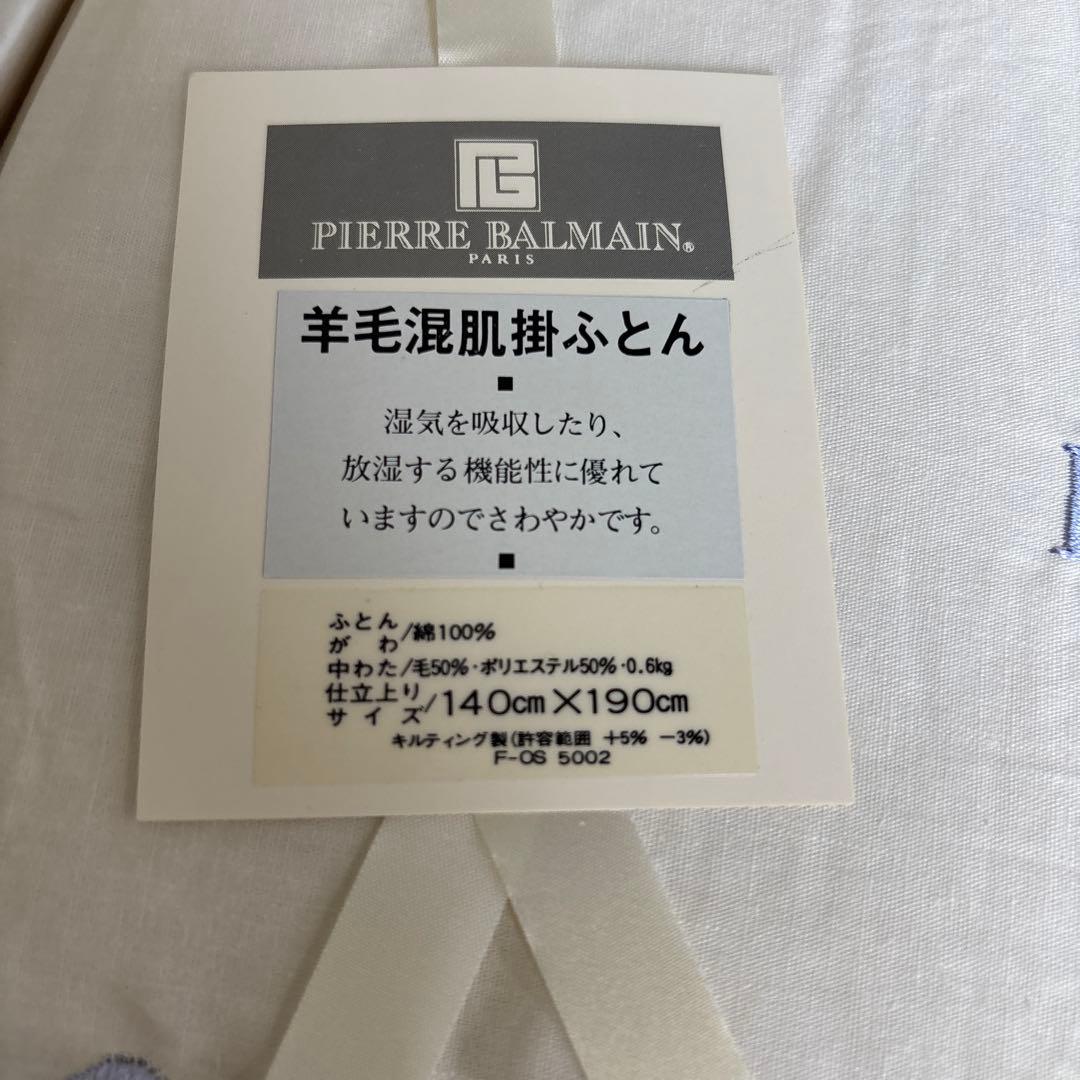 PIERRE BALMAIN®
PARIS
羊毛混肌掛ふとん
■
湿気を吸収したり、
放湿する機能性に優れて
いますのでさわやかです。
■
ふとんがわ/綿100%
中わた/毛50%・ポリエステル50%・0.6kg
仕立上りサイズ/140cm×190cm
キルティング製(許容範囲 +5% -3%)
F-OS 5002